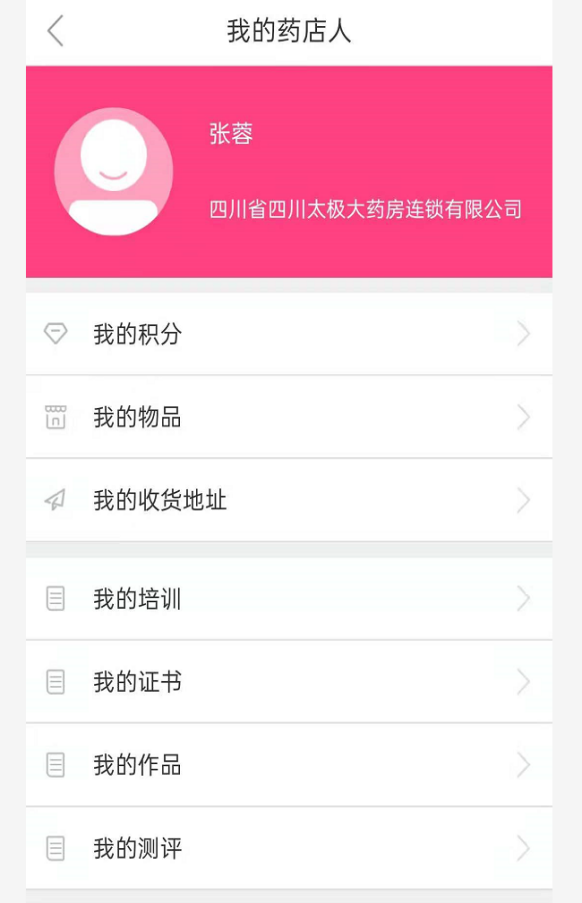 我的药店人
张蓉
四川省四川太极大药房连锁有限公司
我的积分
我的物品
我的收货地址
我的培训
我的证书
我的作品
我的测评